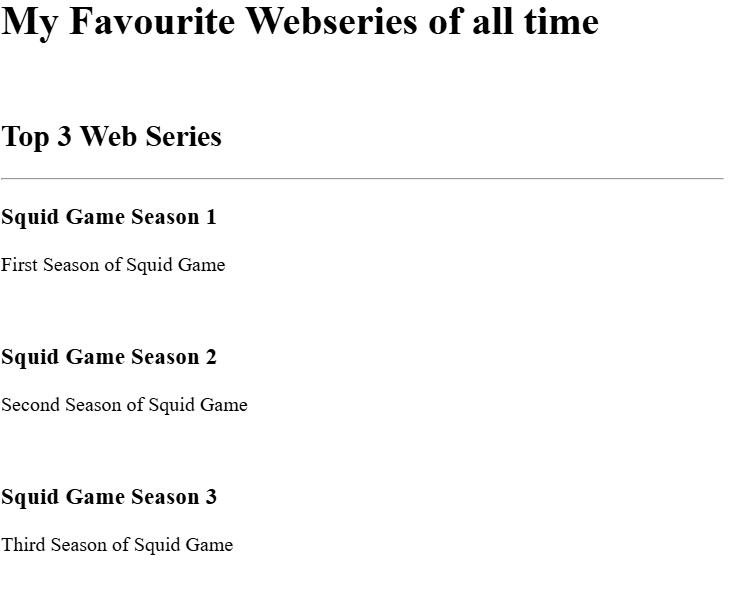 My Favourite Webseries of all time
Top 3 Web Series
Squid Game Season 1
First Season of Squid Game
Squid Game Season 2
Second Season of Squid Game
Squid Game Season 3
Third Season of Squid Game